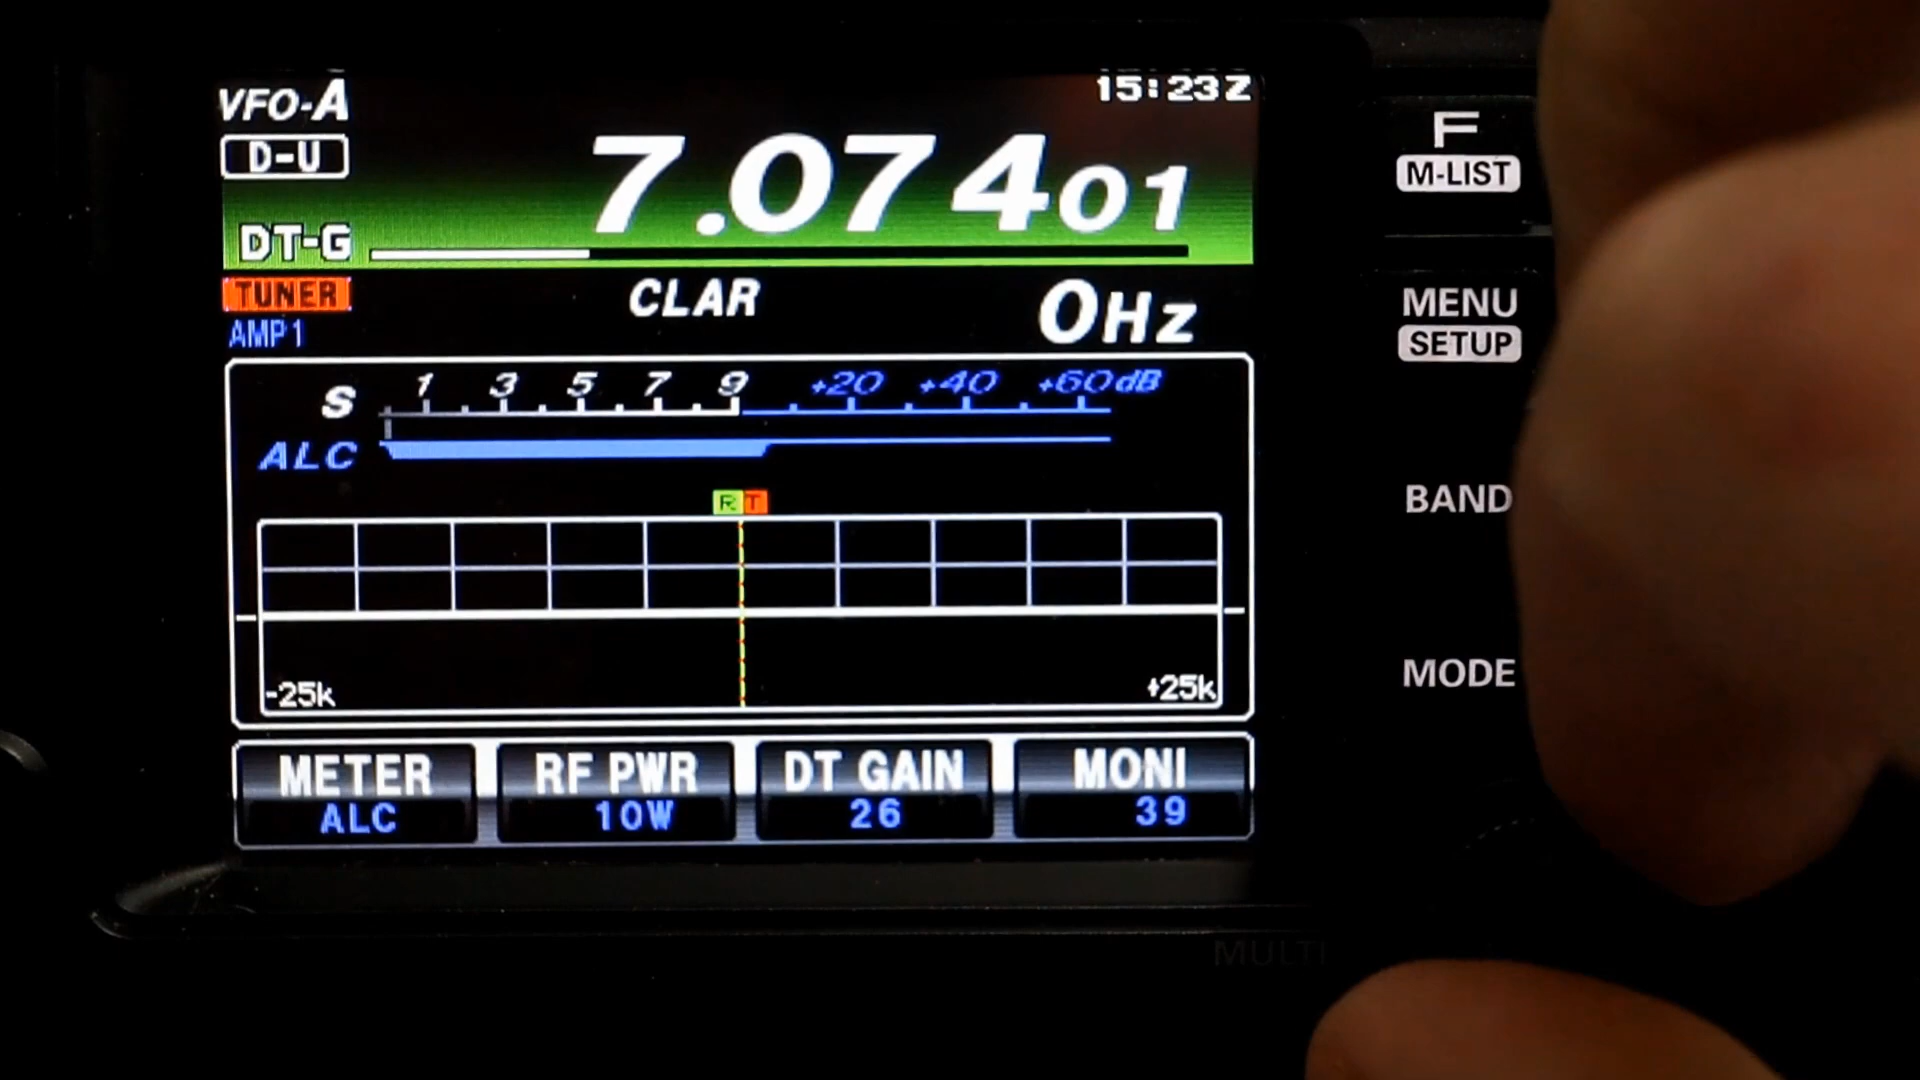 VFO-A
15:23Z
D-U
7.07401
DT-G
TUNER
CLAR
0Hz
AMP1
S 1 3 5 7 9 +20 +40 +60dB
ALC
R T
-25k
+25k
METER
ALC
RF PWR
10W
DT GAIN
26
MONI
39
F
M-LIST
MENU
SETUP
BAND
MODE
MULTI